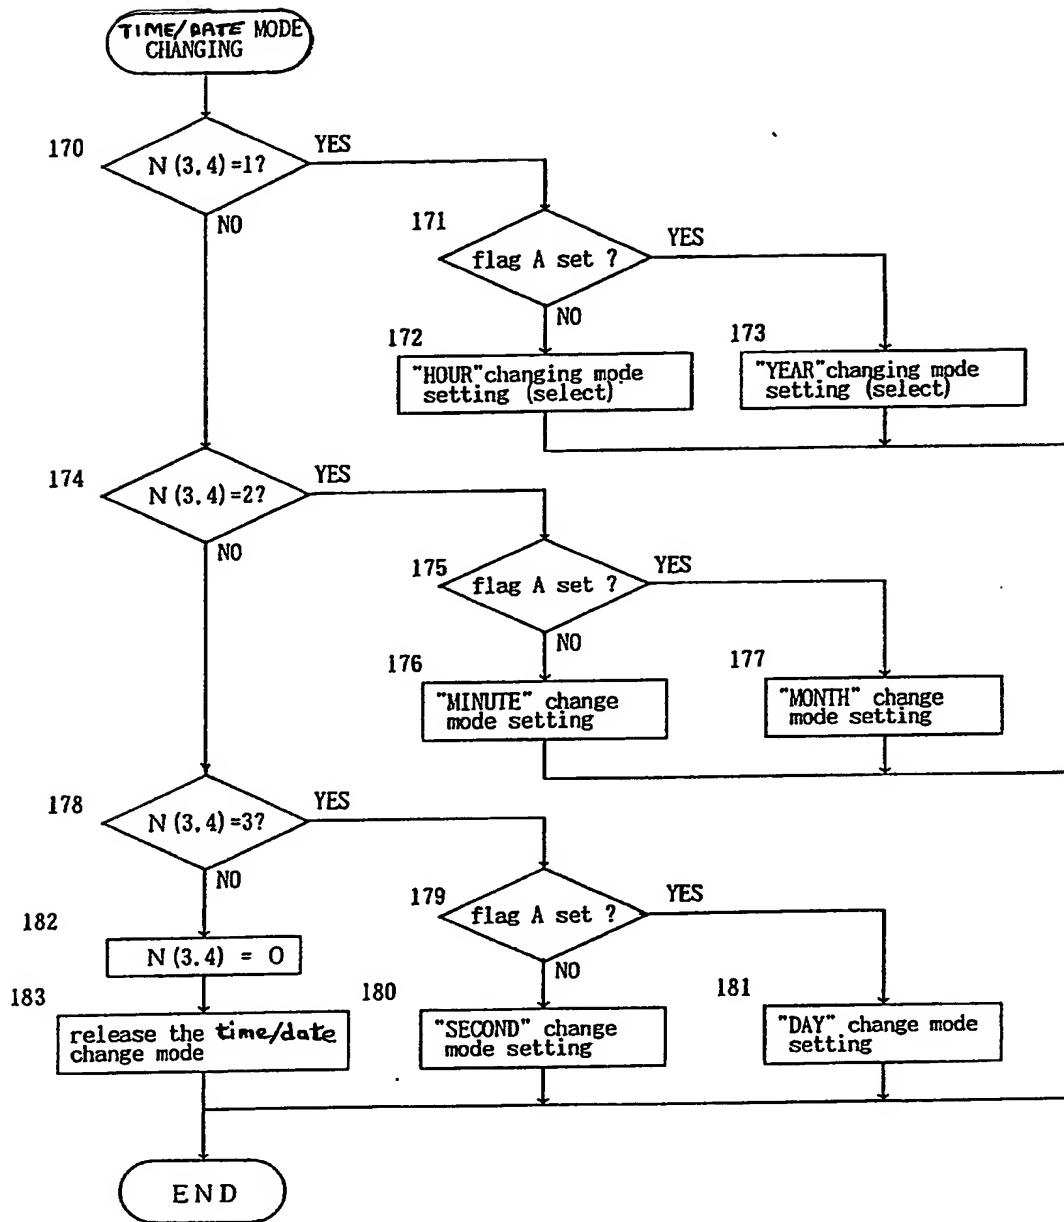 TIME/DATE MODE
CHANGING
170
N(3,4)=1?
YES
NO
171
flag A set ?
YES
NO
172
"HOUR"changing mode
setting (select)
173
"YEAR"changing mode
setting (select)
174
N(3,4)=2?
YES
NO
175
flag A set ?
YES
NO
176
"MINUTE" change
mode setting
177
"MONTH" change
mode setting
178
N(3,4)=3?
YES
NO
179
flag A set ?
YES
NO
182
N(3,4) = 0
183
release the time/date
change mode
180
"SECOND" change
mode setting
181
"DAY" change mode
setting
END